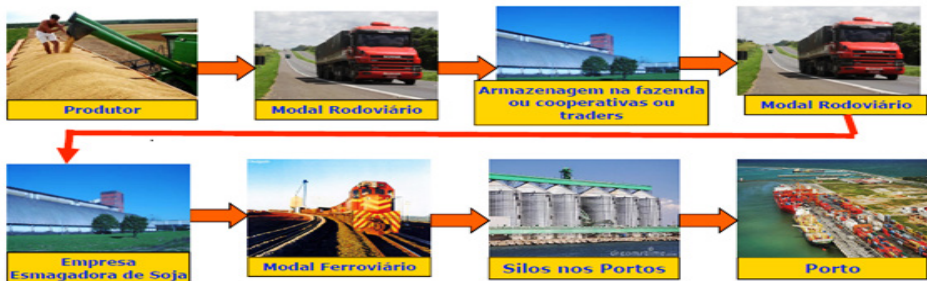 Produtor
Modal Rodoviário
Armazenagem na fazenda
ou cooperativas ou
traders
Modal Rodoviário
Empresa
Esmagadora de Soja
Modal Ferroviário
Silos nos Portos
Porto